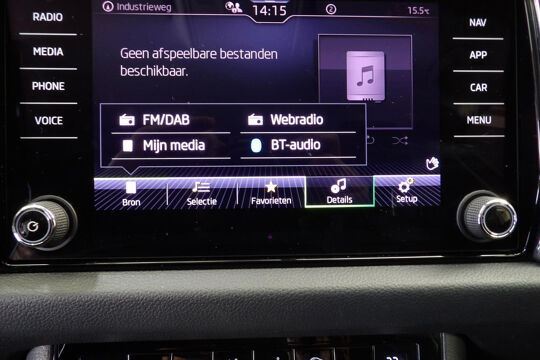 RADIO
MEDIA
PHONE
VOICE
Industrieweg
2
14:15
15.5°C
Geen afspeelbare bestanden
beschikbaar.
FM/DAB
Webradio
Mijn media
BT-audio
Bron
Selectie
Favorieten
Details
Setup
NAV
APP
CAR
MENU